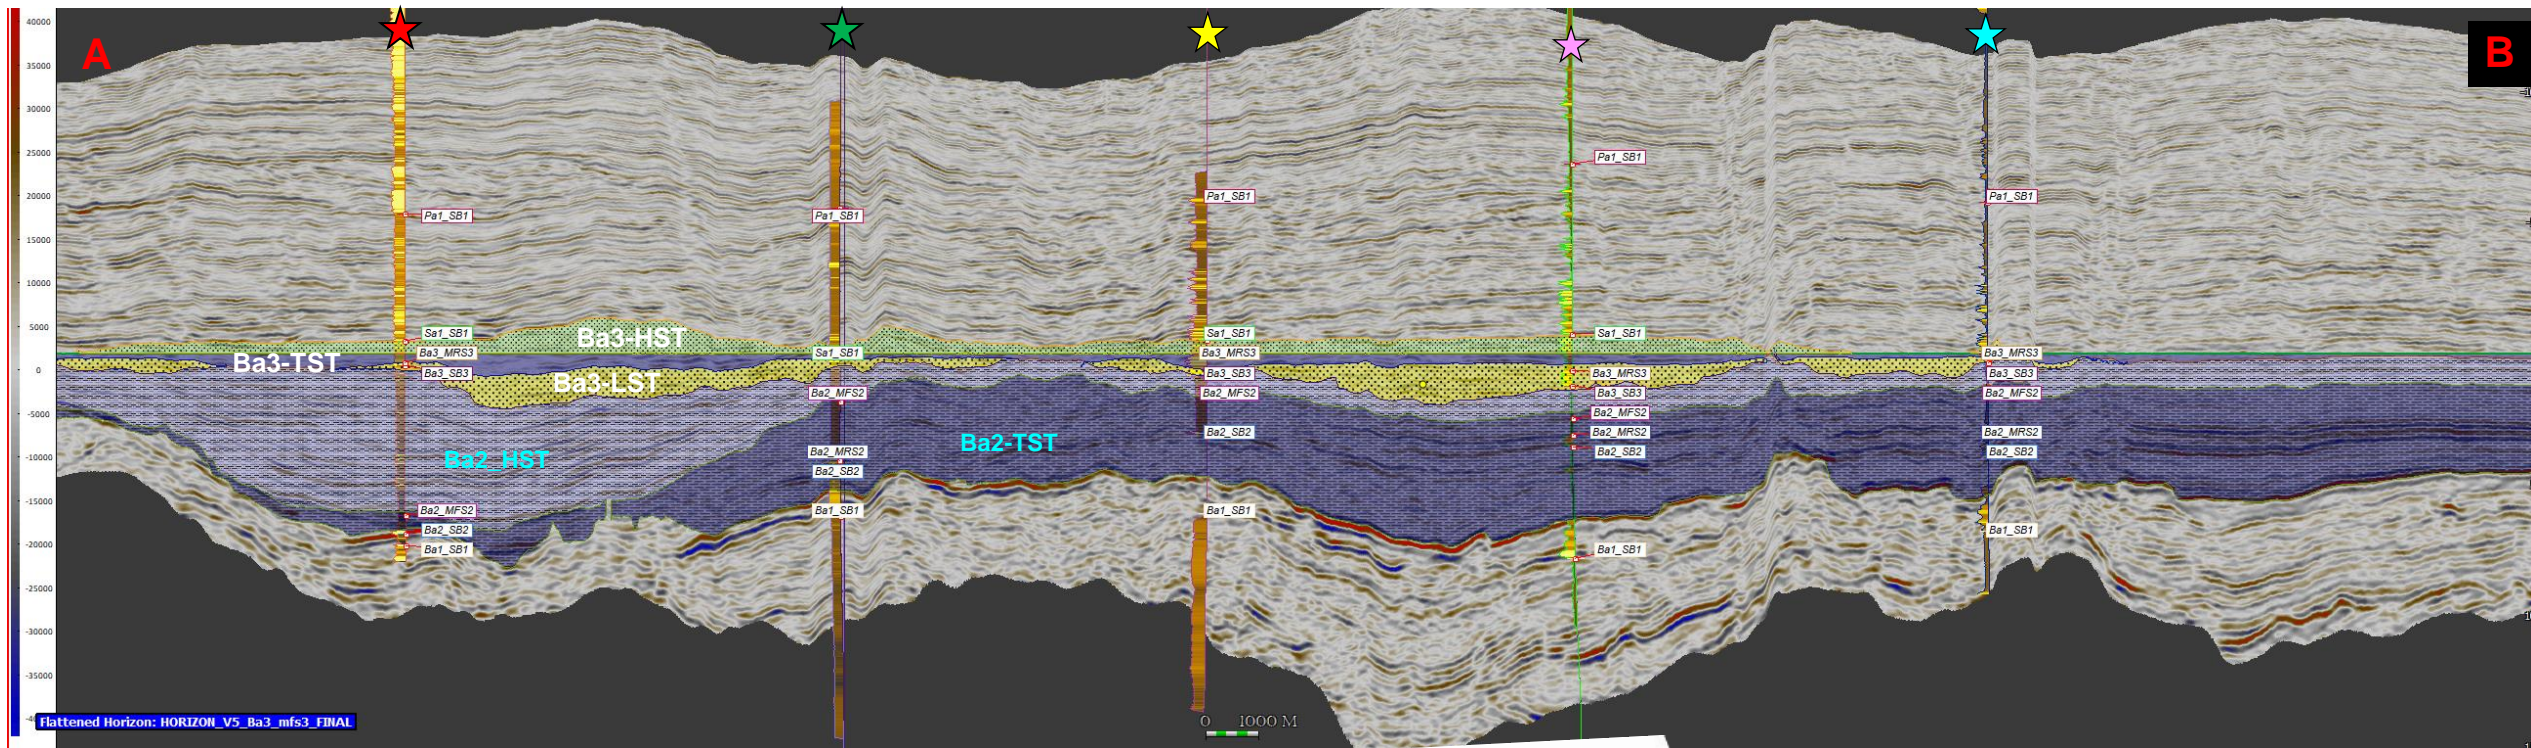 40000
35000
30000
25000
20000
15000
10000
5000
0
-5000
-10000
-15000
-20000
-25000
-30000
-35000
A
B
Pa1_SB1
Sa1_SB1
Ba3_MRS3
Ba3_SB3
Ba2_MFS2
Ba2_SB2
Ba1_SB1
Pa1_SB1
Sa1_SB1
Ba2_MFS2
Ba2_MRS2
Ba2_SB2
Ba1_SB1
Pa1_SB1
Sa1_SB1
Ba3_MRS3
Ba3_SB3
Ba2_MFS2
Ba2_SB2
Ba1_SB1
Pa1_SB1
Sa1_SB1
Ba3_MRS3
Ba3_SB3
Ba2_MFS2
Ba2_MRS2
Ba2_SB2
Ba1_SB1
Pa1_SB1
Ba3_MRS3
Ba3_SB3
Ba2_MFS2
Ba2_MRS2
Ba2_SB2
Ba1_SB1
Ba3-HST
Ba3-TST
Ba3-LST
Ba2_HST
Ba2-TST
Flattened Horizon: HORIZON_V5_Ba3_mfs3_FINAL
0 1000 M